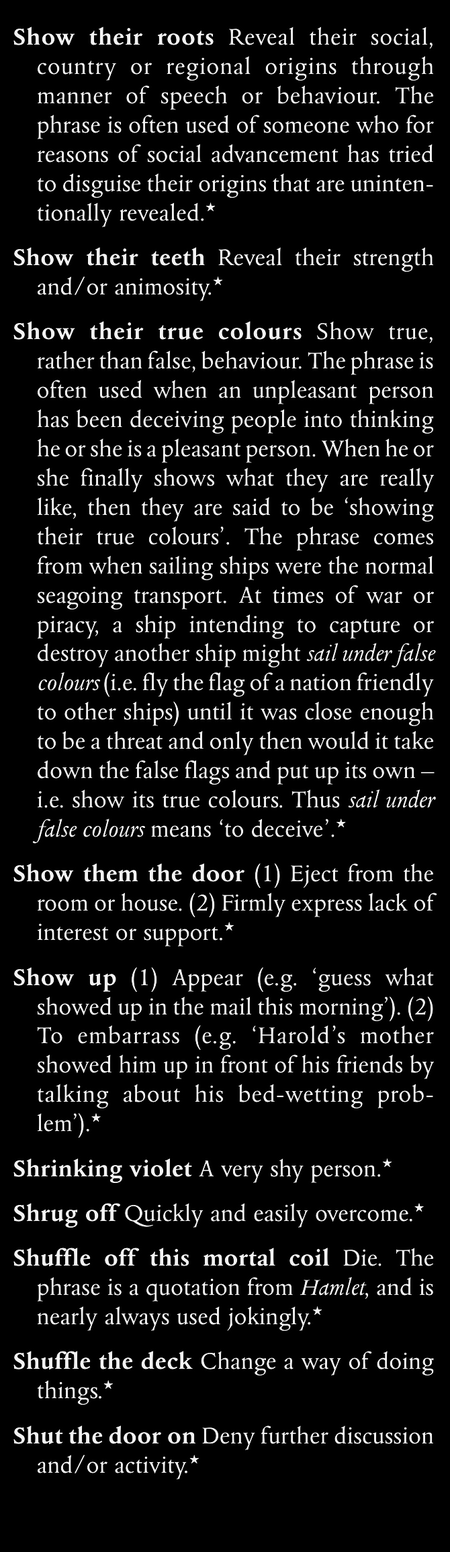 Show their roots Reveal their social,
country or regional origins through
manner of speech or behaviour. The
phrase is often used of someone who for
reasons of social advancement has tried
to disguise their origins that are uninten-
tionally revealed.★
Show their teeth Reveal their strength
and/or animosity.★
Show their true colours Show true,
rather than false, behaviour. The phrase is
often used when an unpleasant person
has been deceiving people into thinking
he or she is a pleasant person. When he or
she finally shows what they are really
like, then they are said to be ‘showing
their true colours’. The phrase comes
from when sailing ships were the normal
seagoing transport. At times of war or
piracy, a ship intending to capture or
destroy another ship might sail under false
colours (i.e. fly the flag of a nation friendly
to other ships) until it was close enough
to be a threat and only then would it take
down the false flags and put up its own –
i.e. show its true colours. Thus sail under
false colours means ‘to deceive’.★
Show them the door (1) Eject from the
room or house. (2) Firmly express lack of
interest or support.★
Show up (1) Appear (e.g. ‘guess what
showed up in the mail this morning’). (2)
To embarrass (e.g. ‘Harold’s mother
showed him up in front of his friends by
talking about his bed-wetting prob-
lem’).★
Shrinking violet A very shy person.★
Shrug off Quickly and easily overcome.★
Shuffle off this mortal coil Die. The
phrase is a quotation from Hamlet, and is
nearly always used jokingly.★
Shuffle the deck Change a way of doing
things.★
Shut the door on Deny further discussion
and/or activity.★